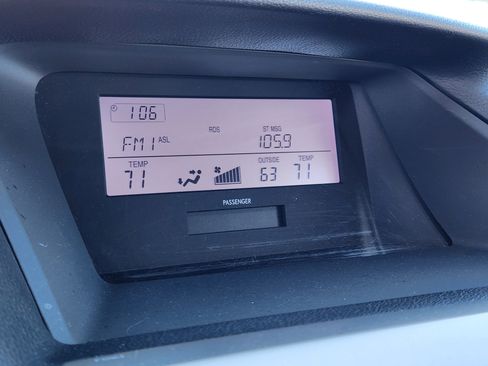 1:06
RDS ST MSG
FM1 ASL 105.9
TEMP OUTSIDE TEMP
71 63 71
PASSENGER